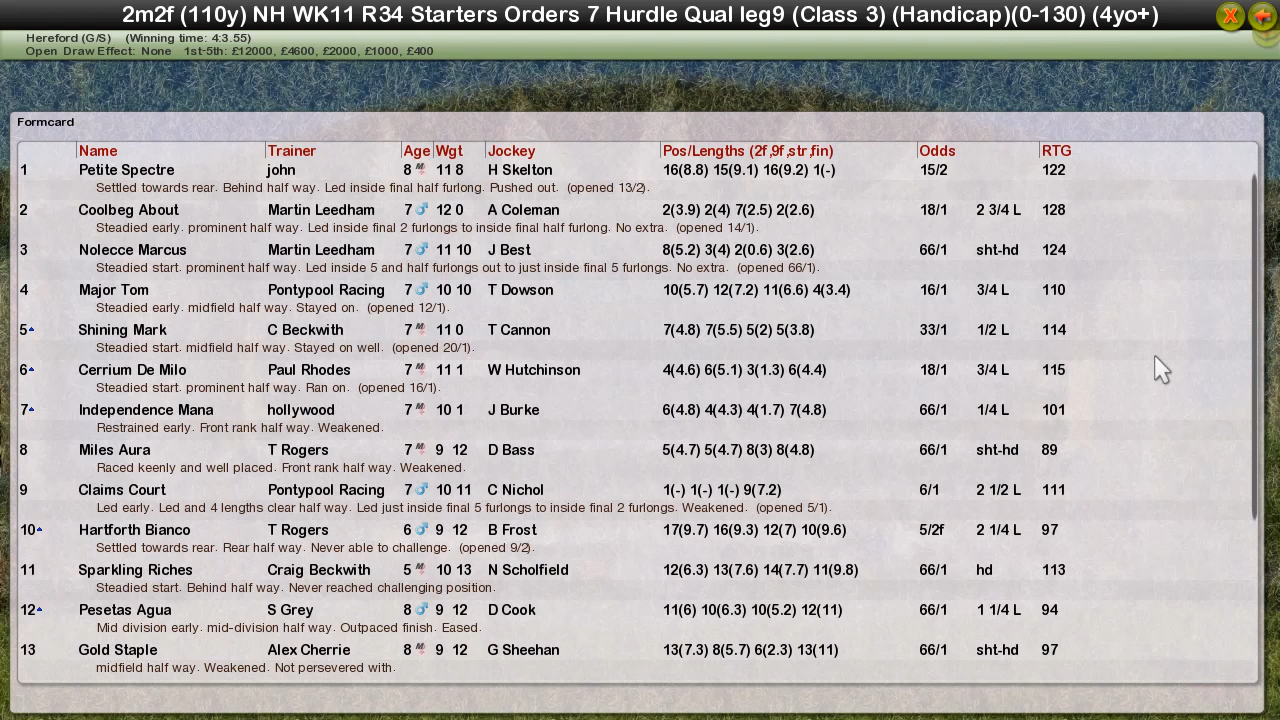 2m2f (110y) NH WK11 R34 Starters Orders 7 Hurdle Qual leg9 (Class 3) (Handicap)(0-130) (4yo+)
Hereford (G/S) (Winning time: 4:3.55)
Open Draw Effect: None 1st-5th: £12000, £4600, £2000, £1000, £400
Formcard
Name Trainer Age Wgt Jockey Pos/Lengths (2f,9f,str,fin) Odds RTG
1 Petite Spectre john 8 11 8 H Skelton 16(8.8) 15(9.1) 16(9.2) 1(-) 15/2 122
Settled towards rear. Behind half way. Led inside final half furlong. Pushed out. (opened 13/2).
2 Coolbeg About Martin Leedham 7 12 0 A Coleman 2(3.9) 2(4) 7(2.5) 2(2.6) 18/1 2 3/4 L 128
Steadied early. prominent half way. Led inside final 2 furlongs to inside final half furlong. No extra. (opened 14/1).
3 Nolecce Marcus Martin Leedham 7 11 10 J Best 8(5.2) 3(4) 2(0.6) 3(2.6) 66/1 sht-hd 124
Steadied start. prominent half way. Led inside 5 and half furlongs out to just inside final 5 furlongs. No extra. (opened 66/1).
4 Major Tom Pontypool Racing 7 10 10 T Dowson 10(5.7) 12(7.2) 11(6.6) 4(3.4) 16/1 3/4 L 110
Steadied early. midfield half way. Stayed on. (opened 12/1).
5 Shining Mark C Beckwith 7 11 0 T Cannon 7(4.8) 7(5.5) 5(2) 5(3.8) 33/1 1/2 L 114
Steadied start. midfield half way. Stayed on well. (opened 20/1).
6 Cerrium De Milo Paul Rhodes 7 11 1 W Hutchinson 4(4.6) 6(5.1) 3(1.3) 6(4.4) 18/1 3/4 L 115
Steadied start. prominent half way. Ran on. (opened 16/1).
7 Independence Mana hollywood 7 10 1 J Burke 6(4.8) 4(4.3) 4(1.7) 7(4.8) 66/1 1/4 L 101
Restrained early. Front rank half way. Weakened.
8 Miles Aura T Rogers 7 9 12 D Bass 5(4.7) 5(4.7) 8(3) 8(4.8) 66/1 sht-hd 89
Raced keenly and well placed. Front rank half way. Weakened.
9 Claims Court Pontypool Racing 7 10 11 C Nichol 1(-) 1(-) 1(-) 9(7.2) 6/1 2 1/2 L 111
Led early. Led and 4 lengths clear half way. Led just inside final 5 furlongs to inside final 2 furlongs. Weakened. (opened 5/1).
10 Hartforth Bianco T Rogers 6 9 12 B Frost 17(9.7) 16(9.3) 12(7) 10(9.6) 5/2f 2 1/4 L 97
Settled towards rear. Rear half way. Never able to challenge. (opened 9/2).
11 Sparkling Riches Craig Beckwith 5 10 13 N Scholfield 12(6.3) 13(7.6) 14(7.7) 11(9.8) 66/1 hd 113
Steadied start. Behind half way. Never reached challenging position.
12 Pesetas Agua S Grey 8 9 12 D Cook 11(6) 10(6.3) 10(5.2) 12(11) 66/1 1 1/4 L 94
Mid division early. mid-division half way. Outpaced finish. Eased.
13 Gold Staple Alex Cherrie 8 9 12 G Sheehan 13(7.3) 8(5.7) 6(2.3) 13(11) 66/1 sht-hd 97
midfield half way. Weakened. Not persevered with.